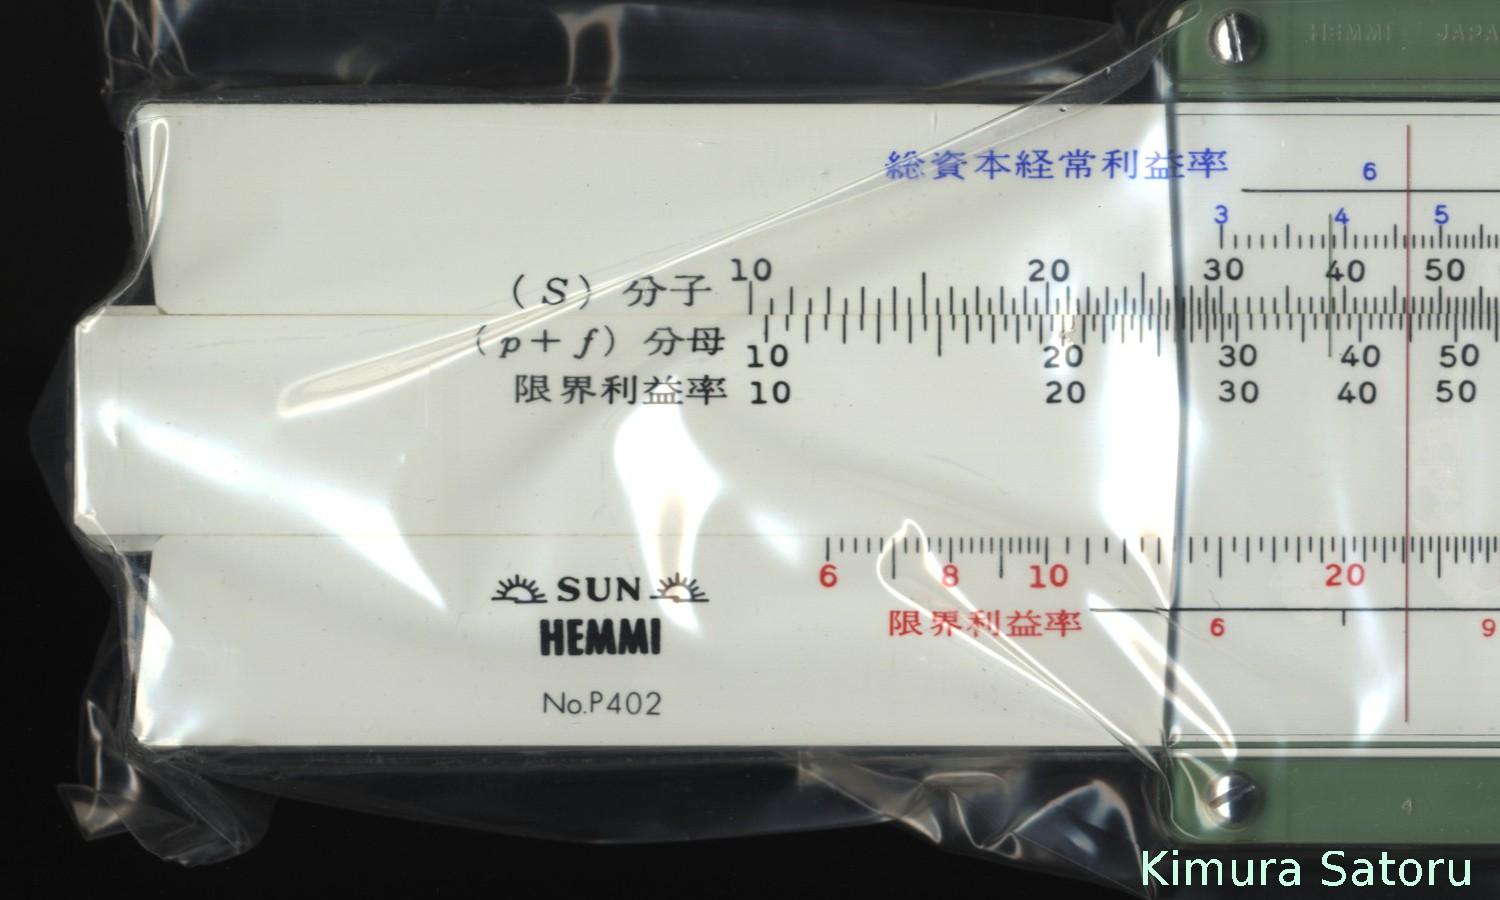 HEMMI JAPA
総資本経常利益率
6
3 4 5
(S) 分子 10 20 30 40 50
(p+f) 分母 10 20 30 40 50
限界利益率 10 20 30 40 50
6 8 10 20
限界利益率 6 9
SUN
HEMMI
No.P402
4
Kimura Satoru